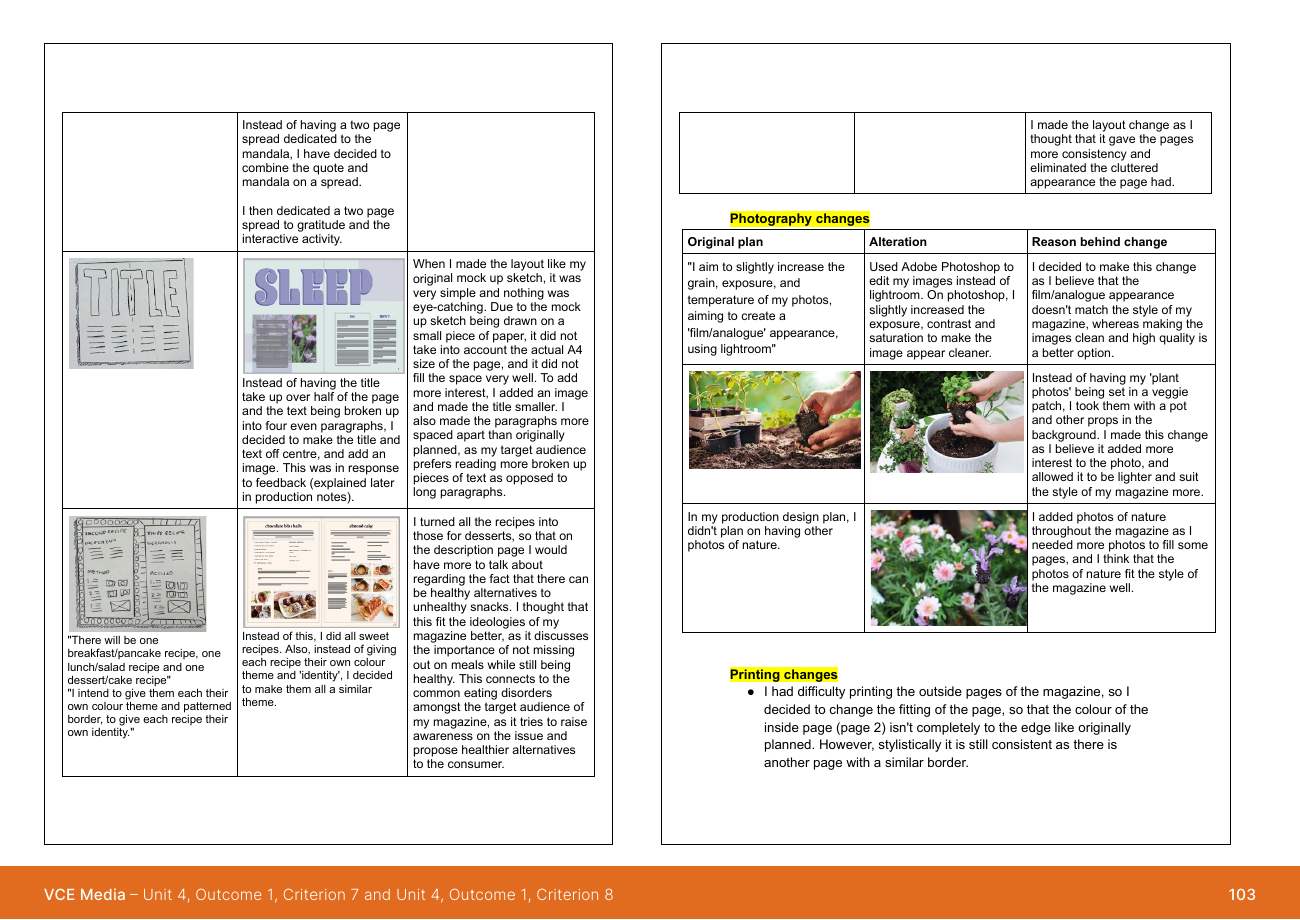 Instead of having a two page
spread dedicated to the
mandala, I have decided to
combine the quote and
mandala on a spread.
I then dedicated a two page
spread to gratitude and the
interactive activity.
TITLE
SLEEP
Instead of having the title
take up over half of the page
and the text being broken up
into four even paragraphs, I
decided to make the title and
text off centre, and add an
image. This was in response
to feedback (explained later
in production notes).
When I made the layout like my
original mock up sketch, it was
very simple and nothing was
eye-catching. Due to the mock
up sketch being drawn on a
small piece of paper, it did not
take into account the actual A4
size of the page, and it did not
fill the space very well. To add
more interest, I added an image
and made the title smaller. I
also made the paragraphs more
spaced apart than originally
planned, as my target audience
prefers reading more broken up
pieces of text as opposed to
long paragraphs.
SECOND RECIPE
THIRD RECIPE
METHOD
"There will be one
breakfast/pancake recipe, one
lunch/salad recipe and one
dessert/cake recipe"
"I intend to give them each their
own colour theme and patterned
border, to give each recipe their
own identity."
Instead of this, I did all sweet
recipes. Also, instead of giving
each recipe their own colour
theme and 'identity', I decided
to make them all a similar
theme.
I turned all the recipes into
those for desserts, so that on
the description page I would
have more to talk about
regarding the fact that there can
be healthy alternatives to
unhealthy snacks. I thought that
this fit the ideologies of my
magazine better, as it discusses
the importance of not missing
out on meals while still being
healthy. This connects to the
common eating disorders
amongst the target audience of
my magazine, as it tries to raise
awareness on the issue and
propose healthier alternatives
to the consumer.
I made the layout change as I
thought that it gave the pages
more consistency and
eliminated the cluttered
appearance the page had.
Photography changes
Original plan
Alteration
Reason behind change
"I aim to slightly increase the
grain, exposure, and
temperature of my photos,
aiming to create a
'film/analogue' appearance,
using lightroom"
Used Adobe Photoshop to
edit my images instead of
lightroom. On photoshop, I
slightly increased the
exposure, contrast and
saturation to make the
image appear cleaner.
I decided to make this change
as I believe that the
film/analogue appearance
doesn't match the style of my
magazine, whereas making the
images clean and high quality is
a better option.
Instead of having my 'plant
photos' being set in a veggie
patch, I took them with a pot
and other props in the
background. I made this change
as I believe it added more
interest to the photo, and
allowed it to be lighter and suit
the style of my magazine more.
In my production design plan, I
didn't plan on having other
photos of nature.
I added photos of nature
throughout the magazine as I
needed more photos to fill some
pages, and I think that the
photos of nature fit the style of
the magazine well.
Printing changes
● I had difficulty printing the outside pages of the magazine, so I
decided to change the fitting of the page, so that the colour of the
inside page (page 2) isn't completely to the edge like originally
planned. However, stylistically it is still consistent as there is
another page with a similar border.
VCE Media – Unit 4, Outcome 1, Criterion 7 and Unit 4, Outcome 1, Criterion 8
103